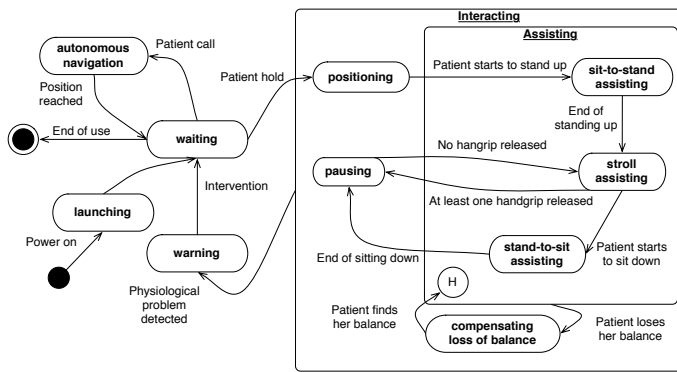 Interacting
Assisting
autonomous
navigation
Patient call
Position
reached
End of use
waiting
Patient hold
positioning
Patient starts to stand up
sit-to-stand
assisting
End of
standing up
No hangrip released
pausing
stroll
assisting
At least one handgrip released
Intervention
launching
Power on
warning
Physiological
problem
detected
End of sitting down
stand-to-sit
assisting
Patient starts
to sit down
H
Patient finds
her balance
compensating
loss of balance
Patient loses
her balance